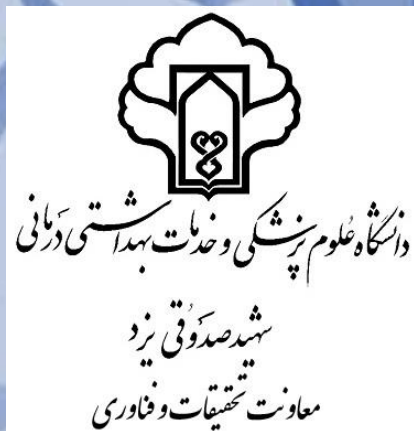 دانشگاه علوم پزشکی و خدمات بهداشتی درمانی
شهید صدوقی یزد
معاونت تحقیقات و فناوری